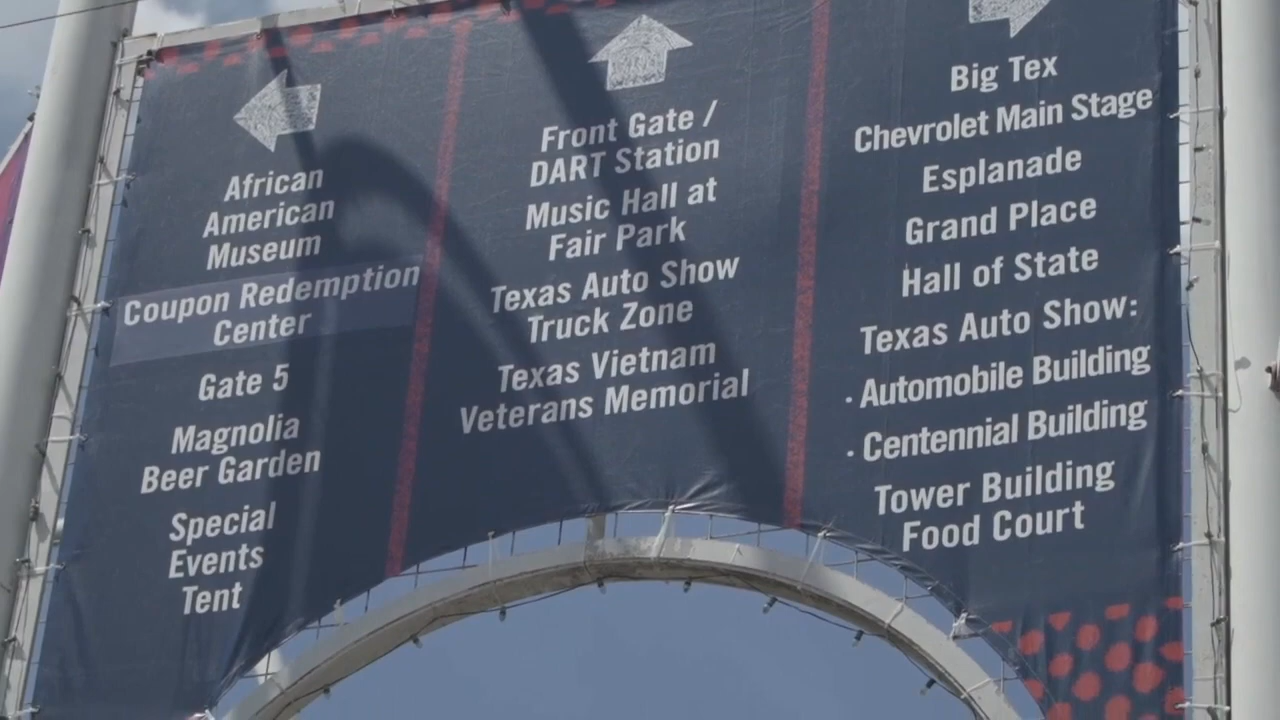 African
American
Museum
Coupon Redemption
Center
Gate 5
Magnolia
Beer Garden
Special
Events
Tent
Front Gate /
DART Station
Music Hall at
Fair Park
Texas Auto Show
Truck Zone
Texas Vietnam
Veterans Memorial
Big Tex
Chevrolet Main Stage
Esplanade
Grand Place
Hall of State
Texas Auto Show:
· Automobile Building
· Centennial Building
Tower Building
Food Court